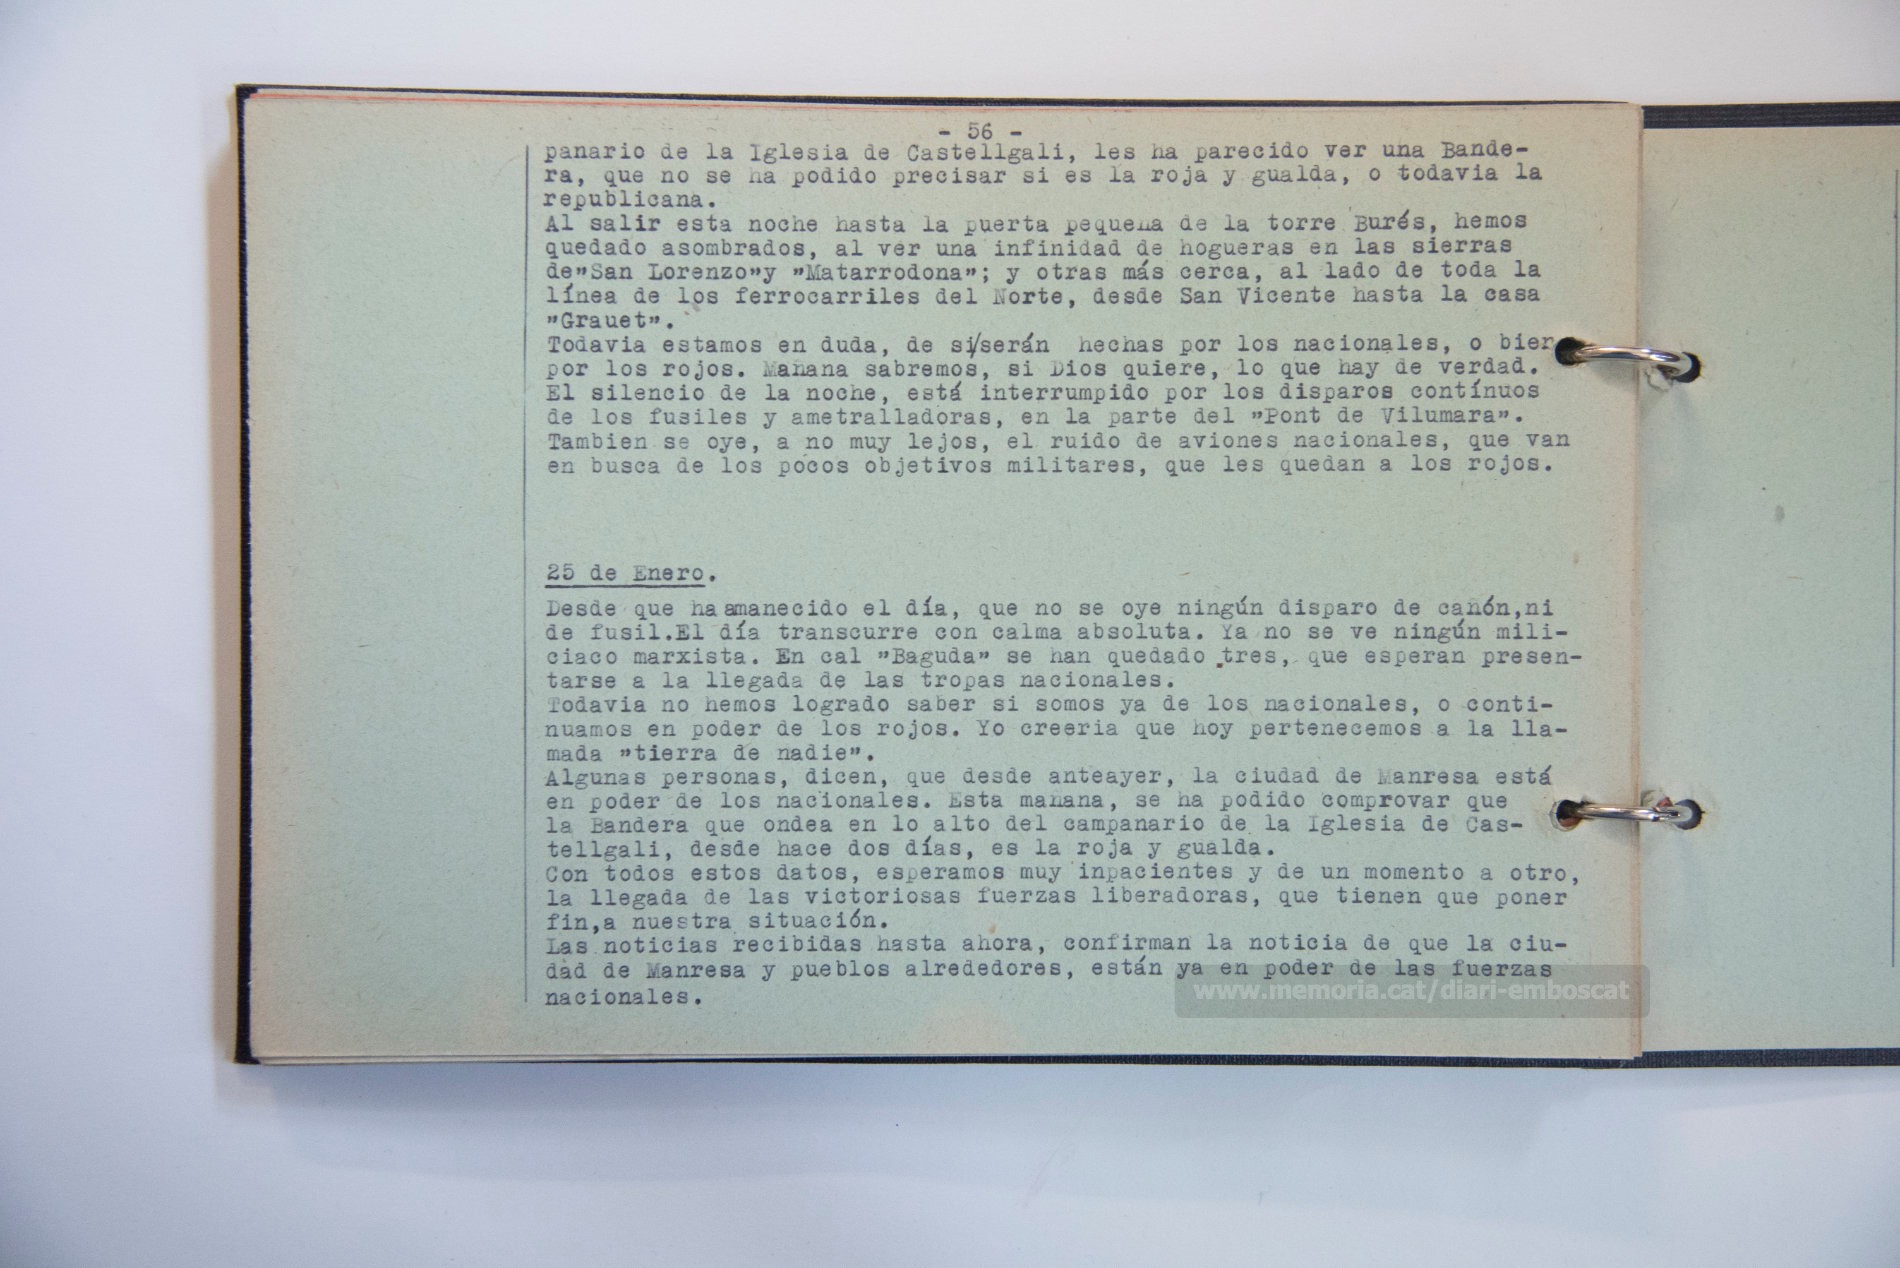 - 56 -
panario de la Iglesia de Castellgali, les ha parecido ver una Bande-
ra, que no se ha podido precisar si es la roja y gualda, o todavia la
republicana.
Al salir esta noche hasta la puerta pequeña de la torre Burés, hemos
quedado asombrados, al ver una infinidad de hogueras en las sierras
de"San Lorenzo"y "Matarrodona"; y otras más cerca, al lado de toda la
línea de los ferrocarriles del Norte, desde San Vicente hasta la casa
"Grauet".
Todavia estamos en duda, de si/serán hechas por los nacionales, o bien
por los rojos. Mañana sabremos, si Dios quiere, lo que hay de verdad.
El silencio de la noche, está interrumpido por los disparos contínuos
de los fusiles y ametralladoras, en la parte del "Pont de Vilumara".
Tambien se oye, a no muy lejos, el ruido de aviones nacionales, que van
en busca de los pocos objetivos militares, que les quedan a los rojos.
25 de Enero.
Desde que ha amanecido el día, que no se oye ningún disparo de cañón,ni
de fusil.El día transcurre con calma absoluta. Ya no se ve ningún mili-
ciaco marxista. En cal "Baguda" se han quedado tres, que esperan presen-
tarse a la llegada de las tropas nacionales.
Todavia no hemos logrado saber si somos ya de los nacionales, o conti-
nuamos en poder de los rojos. Yo creeria que hoy pertenecemos a la lla-
mada "tierra de nadie".
Algunas personas, dicen, que desde anteayer, la ciudad de Manresa está
en poder de los nacionales. Esta mañana, se ha podido comprovar que
la Bandera que ondea en lo alto del campanario de la Iglesia de Cas-
tellgali, desde hace dos días, es la roja y gualda.
Con todos estos datos, esperamos muy inpacientes y de un momento a otro,
la llegada de las victoriosas fuerzas liberadoras, que tienen que poner
fin,a nuestra situación.
Las noticias recibidas hasta ahora, confirman la noticia de que la ciu-
dad de Manresa y pueblos alrededores, están ya en poder de las fuerzas
nacionales.
www.memoria.cat/diari-emboscat